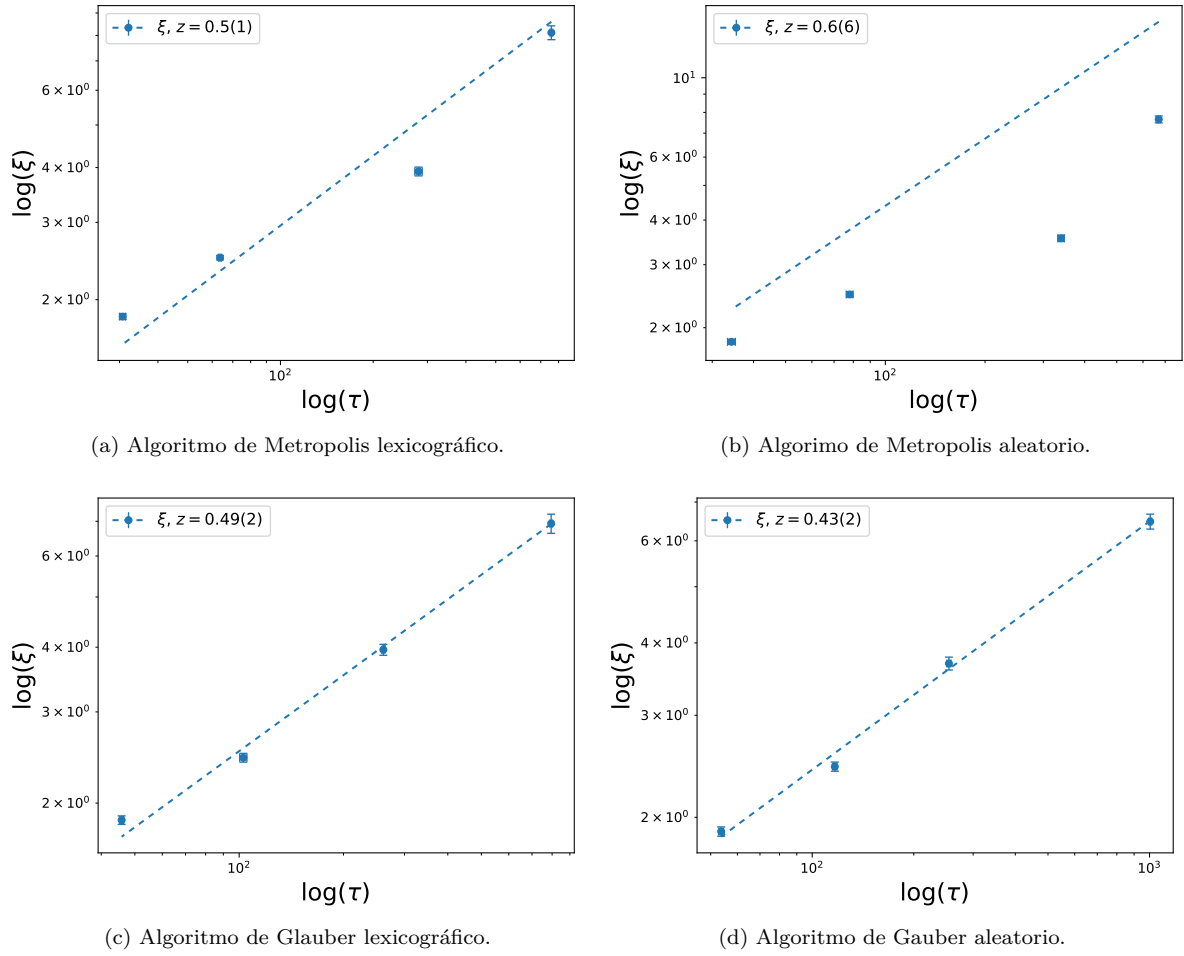 ξ, z = 0.5(1)
6 × 10⁰
4 × 10⁰
3 × 10⁰
2 × 10⁰
log(ξ)
10²
log(τ)
(a) Algoritmo de Metropolis lexicográfico.
ξ, z = 0.6(6)
10¹
6 × 10⁰
4 × 10⁰
3 × 10⁰
2 × 10⁰
log(ξ)
10²
log(τ)
(b) Algorimo de Metropolis aleatorio.
ξ, z = 0.49(2)
6 × 10⁰
4 × 10⁰
3 × 10⁰
2 × 10⁰
log(ξ)
10²
log(τ)
(c) Algoritmo de Glauber lexicográfico.
ξ, z = 0.43(2)
6 × 10⁰
4 × 10⁰
3 × 10⁰
2 × 10⁰
log(ξ)
10² 10³
log(τ)
(d) Algoritmo de Gauber aleatorio.